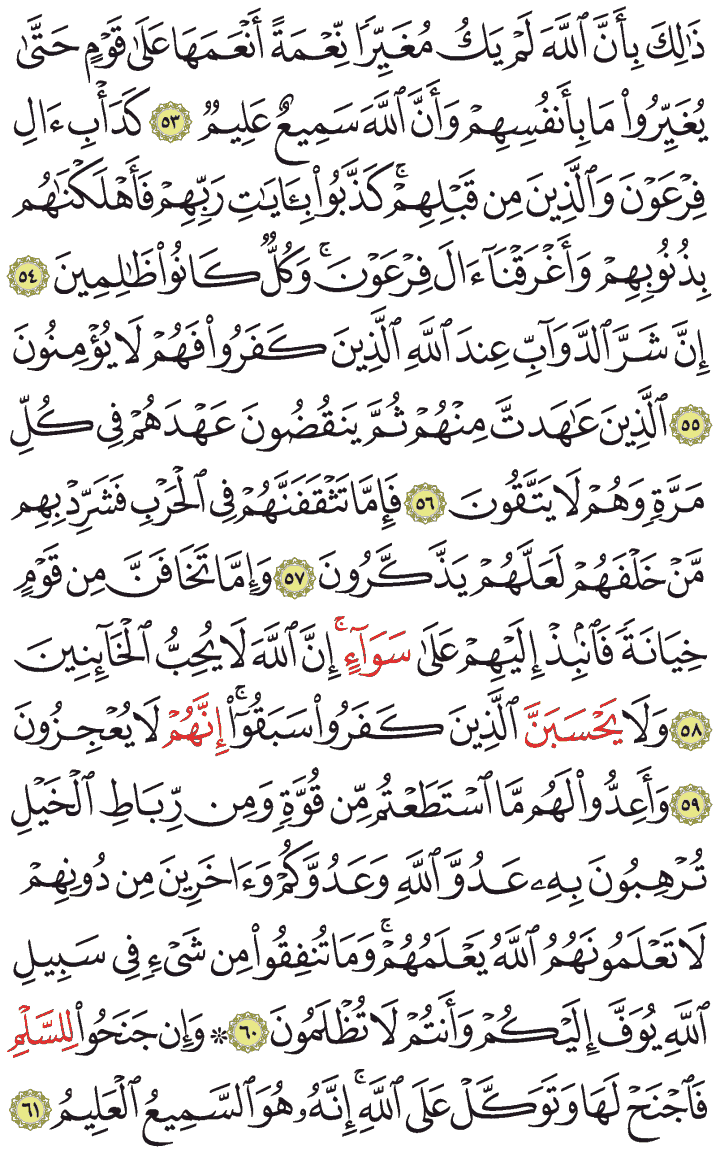 ذَٰلِكَ بِأَنَّ ٱللَّهَ لَمۡ يَكُ مُغَيِّرٗا نِّعۡمَةً أَنۡعَمَهَا عَلَىٰ قَوۡمٍ حَتَّىٰ
يُغَيِّرُواْ مَا بِأَنفُسِهِمۡ وَأَنَّ ٱللَّهَ سَمِيعٌ عَلِيمٞ ٥٣ كَدَأۡبِ ءَالِ
فِرۡعَوۡنَ وَٱلَّذِينَ مِن قَبۡلِهِمۡۚ كَذَّبُواْ بِـَٔايَٰتِ رَبِّهِمۡ فَأَهۡلَكۡنَٰهُم
بِذُنُوبِهِمۡ وَأَغۡرَقۡنَآ ءَالَ فِرۡعَوۡنَۚ وَكُلّٞ كَانُواْ ظَٰلِمِينَ ٥٤
إِنَّ شَرَّ ٱلدَّوَآبِّ عِندَ ٱللَّهِ ٱلَّذِينَ كَفَرُواْ فَهُمۡ لَا يُؤۡمِنُونَ
٥٥ ٱلَّذِينَ عَٰهَدتَّ مِنۡهُمۡ ثُمَّ يَنقُضُونَ عَهۡدَهُمۡ فِي كُلِّ
مَرَّةٖ وَهُمۡ لَا يَتَّقُونَ ٥٦ فَإِمَّا تَثۡقَفَنَّهُمۡ فِي ٱلۡحَرۡبِ فَشَرِّدۡ بِهِم
مَّنۡ خَلۡفَهُمۡ لَعَلَّهُمۡ يَذَّكَّرُونَ ٥٧ وَإِمَّا تَخَافَنَّ مِن قَوۡمٍ
خِيَانَةٗ فَٱنۢبِذۡ إِلَيۡهِمۡ عَلَىٰ سَوَآءٍۚ إِنَّ ٱللَّهَ لَا يُحِبُّ ٱلۡخَآئِنِينَ
٥٨ وَلَا يَحۡسَبَنَّ ٱلَّذِينَ كَفَرُواْ سَبَقُوٓاْۚ إِنَّهُمۡ لَا يُعۡجِزُونَ
٥٩ وَأَعِدُّواْ لَهُم مَّا ٱسۡتَطَعۡتُم مِّن قُوَّةٖ وَمِن رِّبَاطِ ٱلۡخَيۡلِ
تُرۡهِبُونَ بِهِۦ عَدُوَّ ٱللَّهِ وَعَدُوَّكُمۡ وَءَاخَرِينَ مِن دُونِهِمۡ
لَا تَعۡلَمُونَهُمُ ٱللَّهُ يَعۡلَمُهُمۡۚ وَمَا تُنفِقُواْ مِن شَيۡءٖ فِي سَبِيلِ
ٱللَّهِ يُوَفَّ إِلَيۡكُمۡ وَأَنتُمۡ لَا تُظۡلَمُونَ ٦٠ ۞ وَإِن جَنَحُواْ لِلسَّلۡمِ
فَٱجۡنَحۡ لَهَا وَتَوَكَّلۡ عَلَى ٱللَّهِۚ إِنَّهُۥ هُوَ ٱلسَّمِيعُ ٱلۡعَلِيمُ ٦١